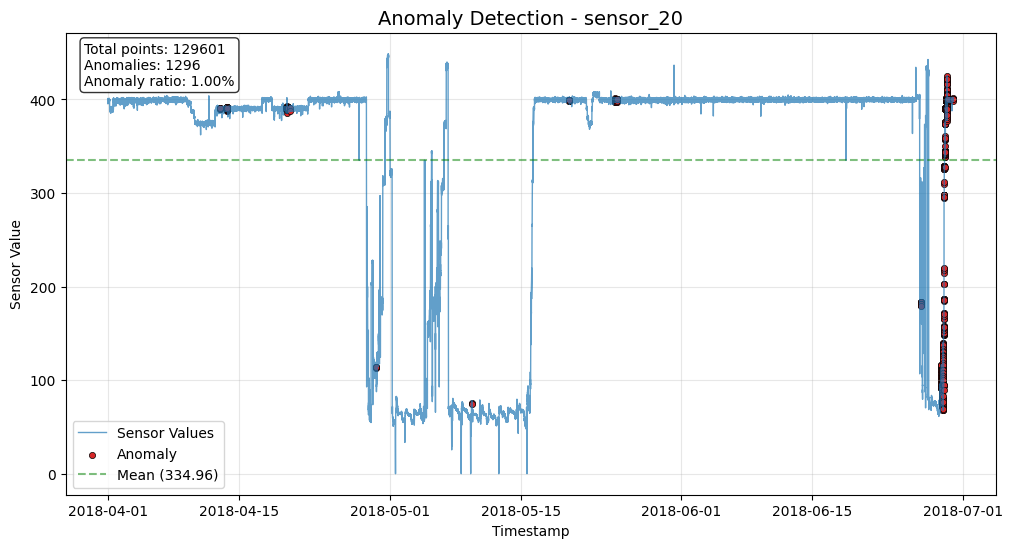 Anomaly Detection - sensor_20
Total points: 129601
Anomalies: 1296
Anomaly ratio: 1.00%
Sensor Value
400
300
200
100
0
Sensor Values
Anomaly
Mean (334.96)
2018-04-01
2018-04-15
2018-05-01
2018-05-15
2018-06-01
2018-06-15
2018-07-01
Timestamp